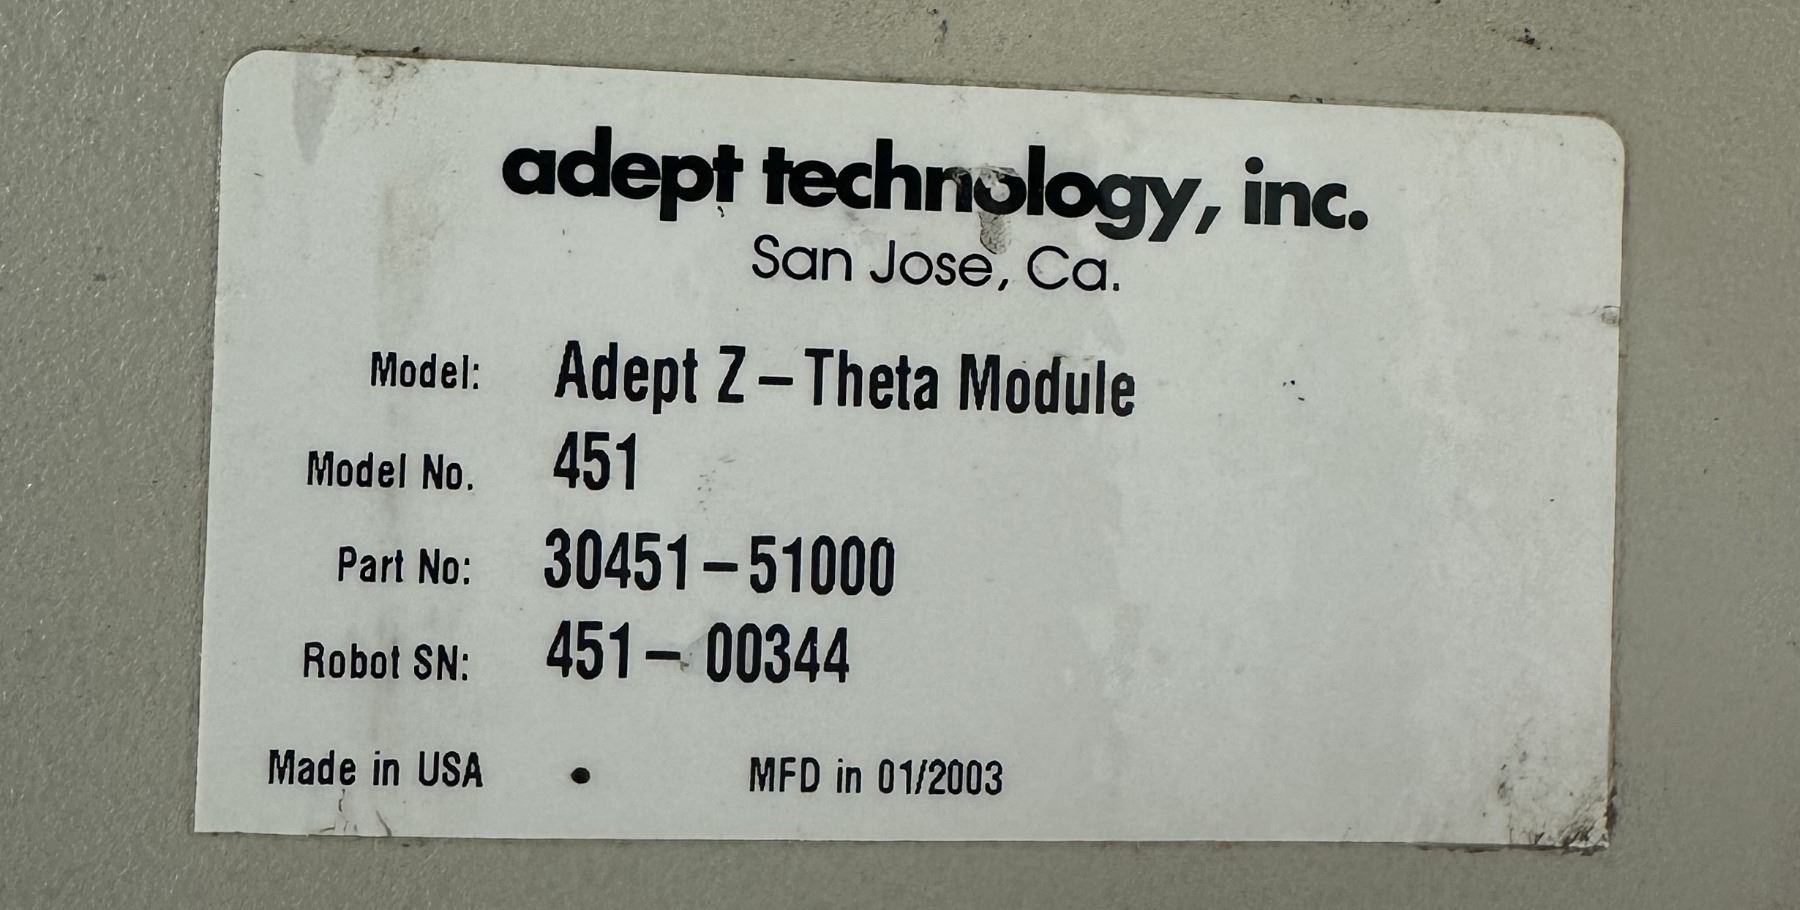 adept technology, inc.
San Jose, Ca.
Model: Adept Z – Theta Module
Model No. 451
Part No: 30451 – 51000
Robot SN: 451 – 00344
Made in USA • MFD in 01/2003